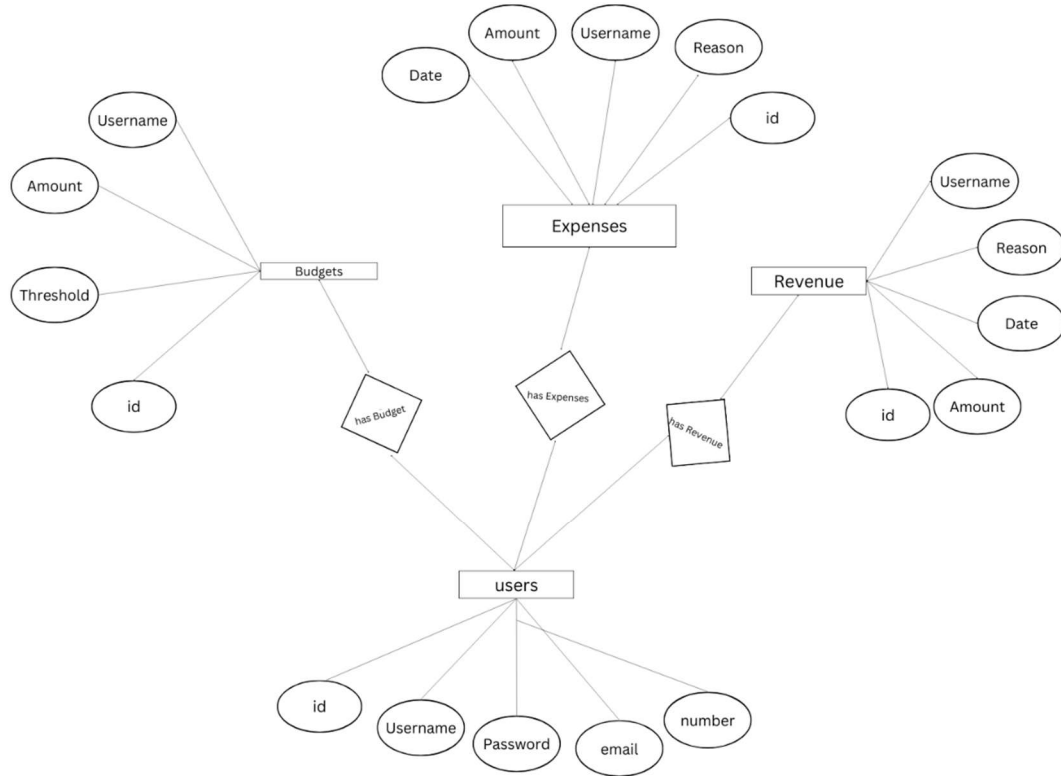 Amount
Username
Reason
Date
id
Username
Amount
Threshold
id
Budgets
Expenses
Revenue
Username
Reason
Date
Amount
id
has Budget
has Expenses
has Revenue
users
id
Username
Password
email
number